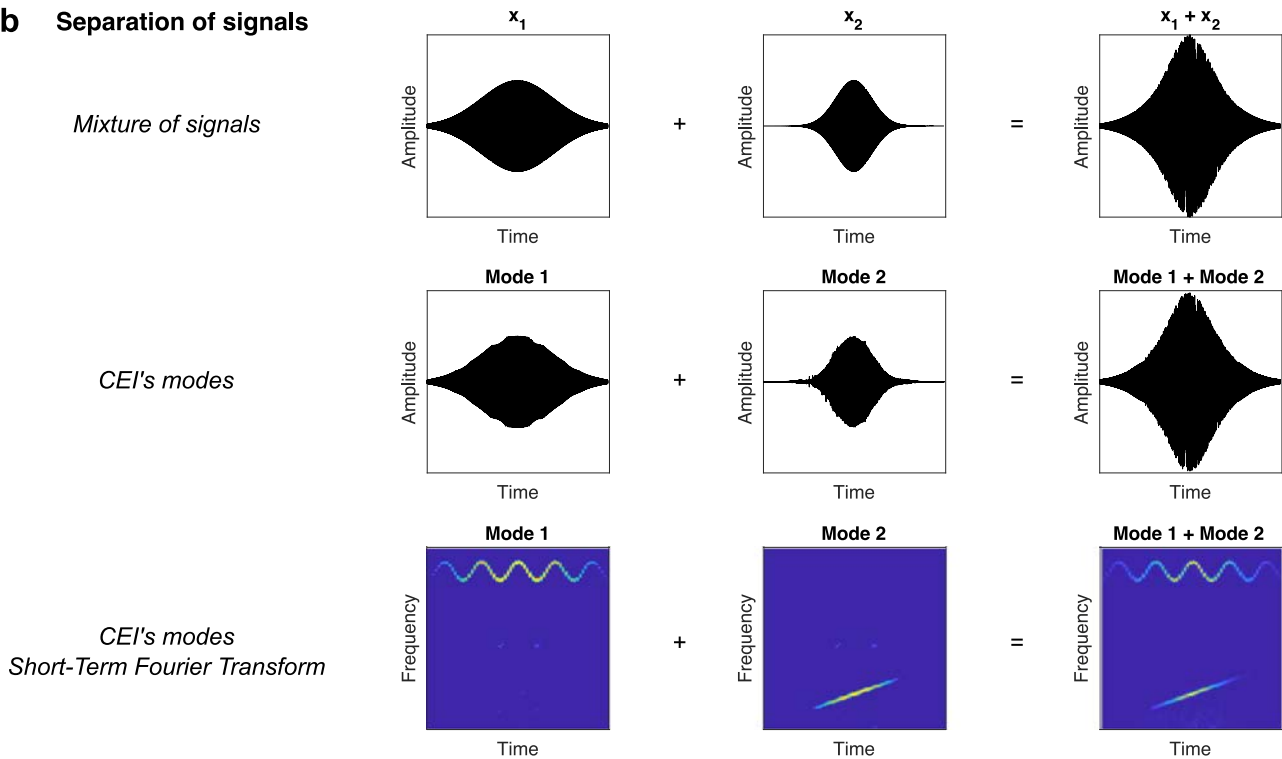 b Separation of signals
x1
x2
x1 + x2
Mixture of signals
Amplitude
+
Amplitude
=
Amplitude
Time
Time
Time
Mode 1
Mode 2
Mode 1 + Mode 2
CEI's modes
Amplitude
+
Amplitude
=
Amplitude
Time
Time
Time
Mode 1
Mode 2
Mode 1 + Mode 2
CEI's modes
Short-Term Fourier Transform
Frequency
+
Frequency
=
Frequency
Time
Time
Time